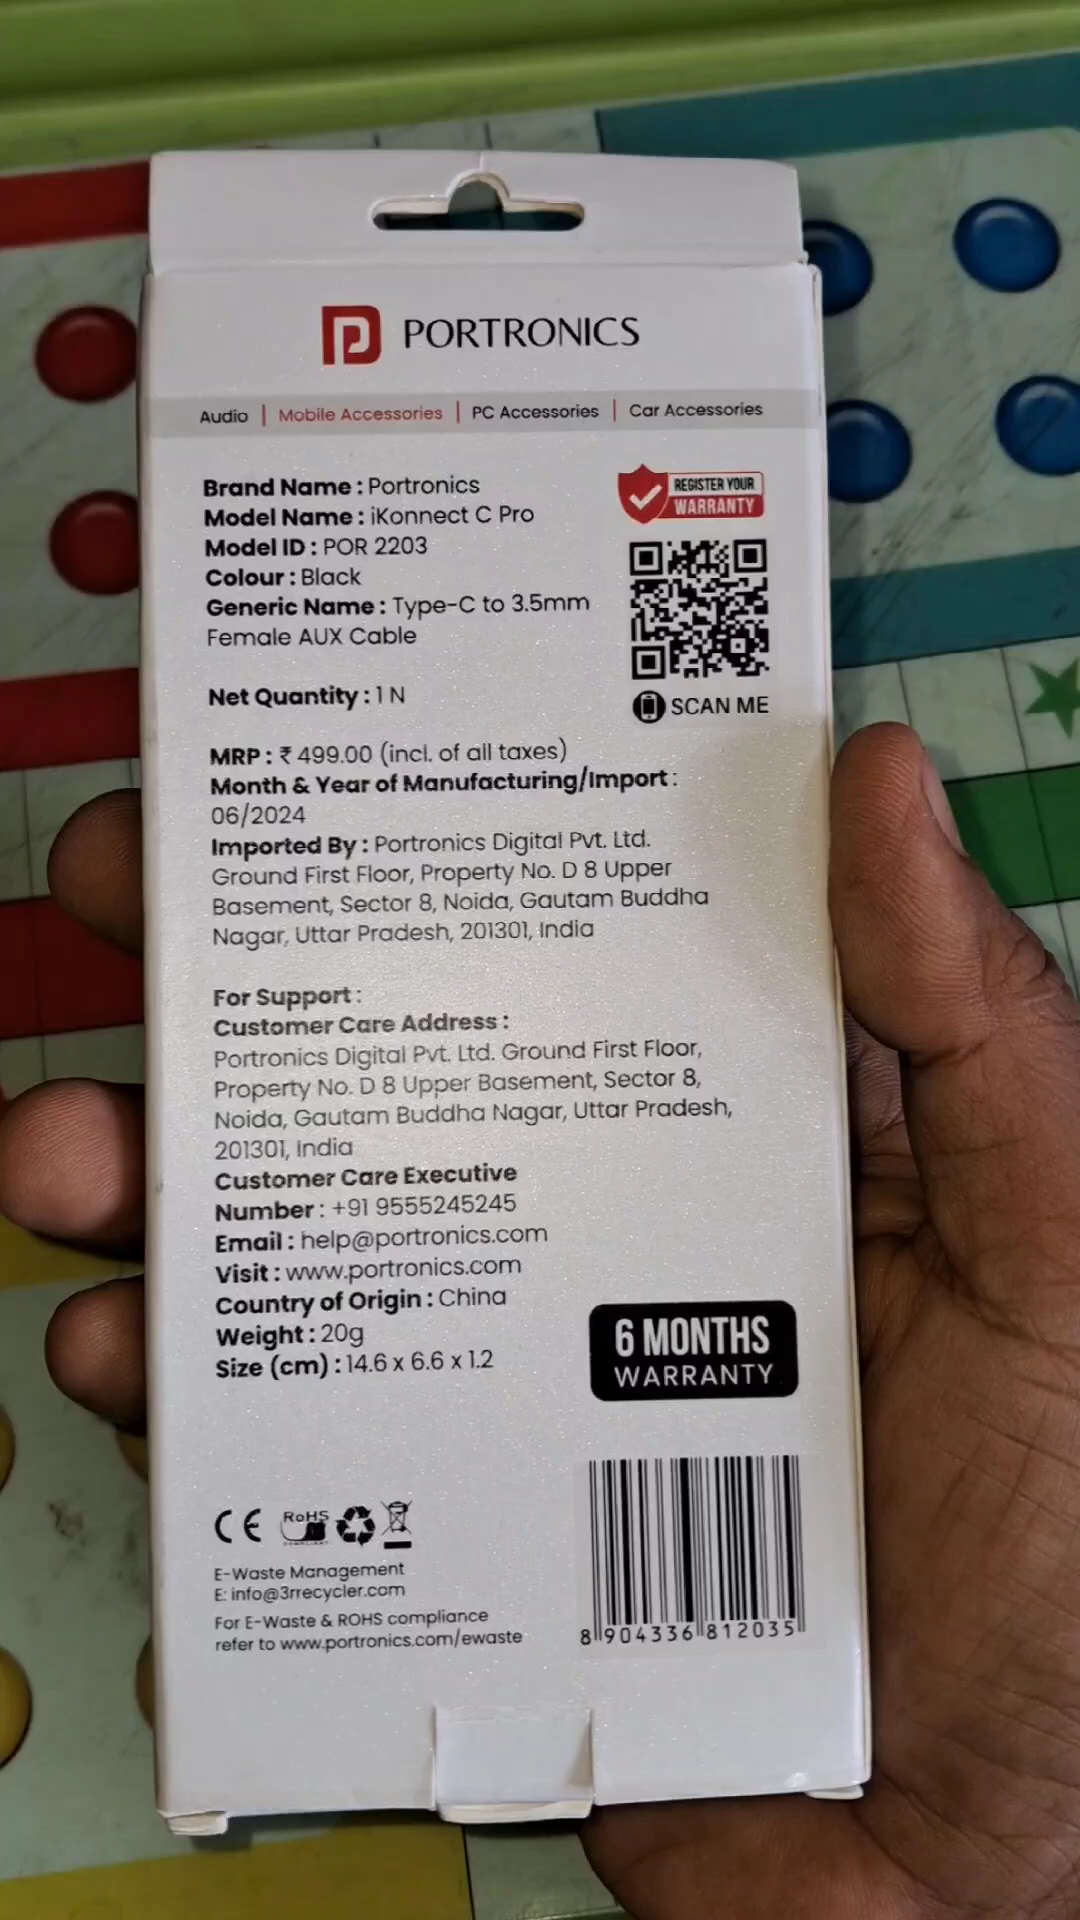 PORTRONICS
Audio | Mobile Accessories | PC Accessories | Car Accessories
Brand Name : Portronics
Model Name : iKonnect C Pro
Model ID : POR 2203
Colour : Black
Generic Name : Type-C to 3.5mm
Female AUX Cable
REGISTER YOUR
WARRANTY
SCAN ME
Net Quantity : 1 N
MRP : ₹ 499.00 (incl. of all taxes)
Month & Year of Manufacturing/Import :
06/2024
Imported By : Portronics Digital Pvt. Ltd.
Ground First Floor, Property No. D 8 Upper
Basement, Sector 8, Noida, Gautam Buddha
Nagar, Uttar Pradesh, 201301, India
For Support :
Customer Care Address :
Portronics Digital Pvt. Ltd. Ground First Floor,
Property No. D 8 Upper Basement, Sector 8,
Noida, Gautam Buddha Nagar, Uttar Pradesh,
201301, India
Customer Care Executive
Number : +91 9555245245
Email : help@portronics.com
Visit : www.portronics.com
Country of Origin : China
Weight : 20g
Size (cm) : 14.6 x 6.6 x 1.2
6 MONTHS
WARRANTY
CE RoHS
E-Waste Management
E: info@3rrecycler.com
For E-Waste & ROHS compliance
refer to www.portronics.com/ewaste
8 904336 812035